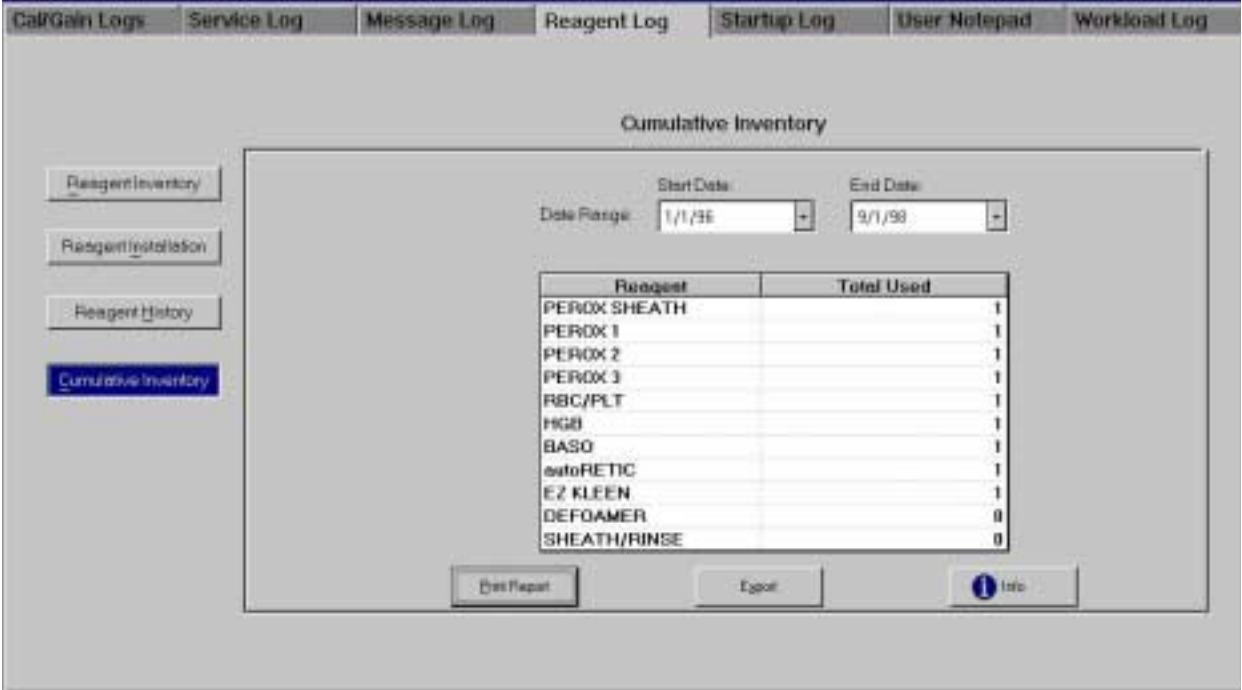 Cal/Gain Logs Service Log Message Log Reagent Log Startup Log User Notepad Workload Log
Cumulative Inventory
Reagent Inventory
Reagent Installation
Reagent History
Cumulative Inventory
Start Date: End Date:
Date Range: 1/1/96 9/1/98
Reagent Total Used
PEROX SHEATH 1
PEROX 1 1
PEROX 2 1
PEROX 3 1
RBC/PLT 1
HGB 1
BASO 1
autoRETIC 1
EZ KLEEN 1
DEFOAMER 0
SHEATH/RINSE 0
Print Report Export Info